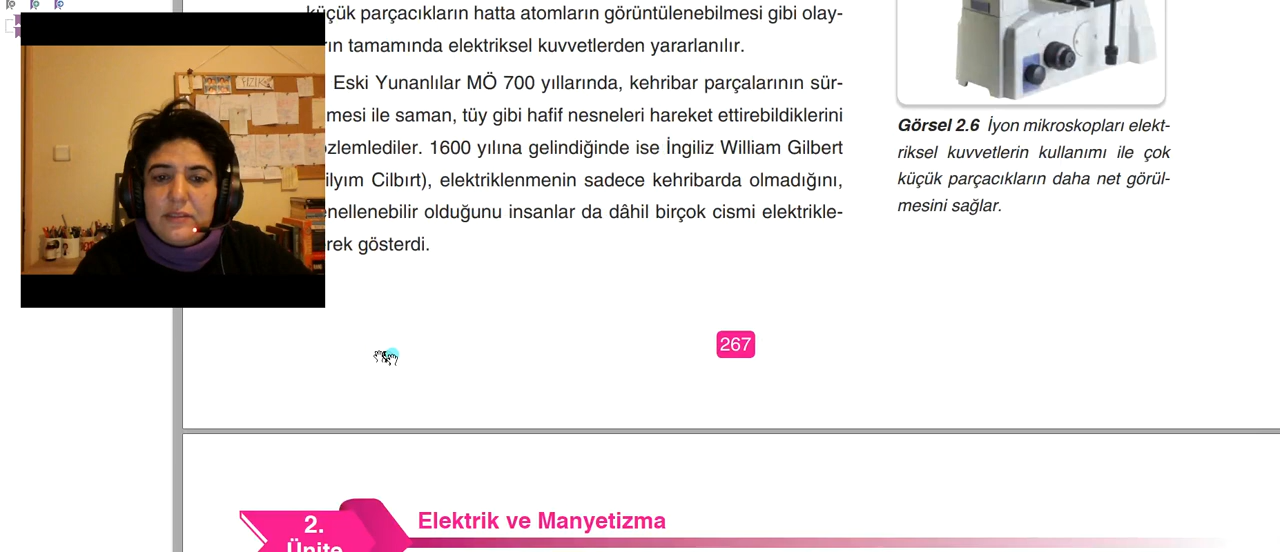 küçük parçacıkların hatta atomların görüntülenebilmesi gibi olay-
ın tamamında elektriksel kuvvetlerden yararlanılır.
Eski Yunanlılar MÖ 700 yıllarında, kehribar parçalarının sür-
mesi ile saman, tüy gibi hafif nesneleri hareket ettirebildiklerini
özlemlediler. 1600 yılına gelindiğinde ise İngiliz William Gilbert
ilyım Cilbırt), elektriklenmenin sadece kehribarda olmadığını,
enellenebilir olduğunu insanlar da dâhil birçok cismi elektrikle-
erek gösterdi.
Görsel 2.6 İyon mikroskopları elekt-
riksel kuvvetlerin kullanımı ile çok
küçük parçacıkların daha net görül-
mesini sağlar.
FİZİK
267
2.
Ünite
Elektrik ve Manyetizma